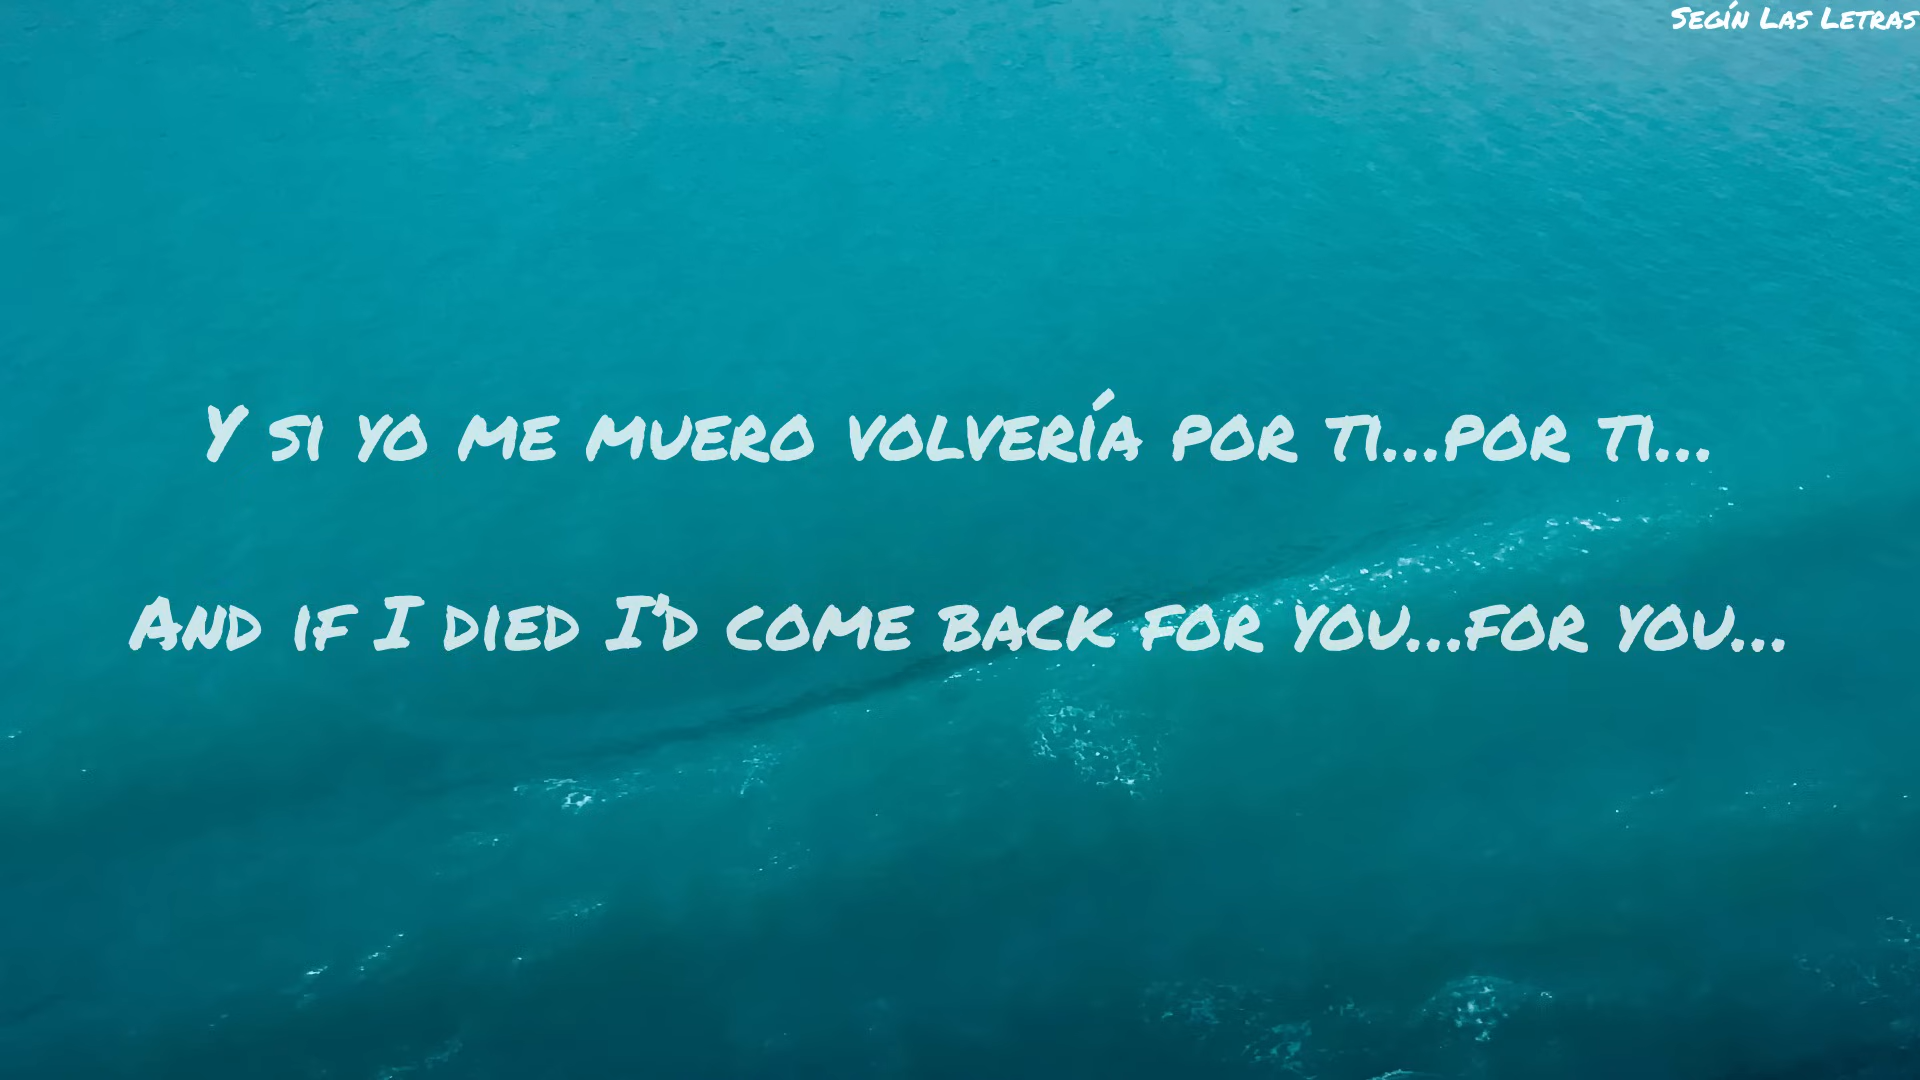 Segín Las Letras
Y si yo me muero volvería por ti...por ti...
And if I died I'd come back for you...for you...